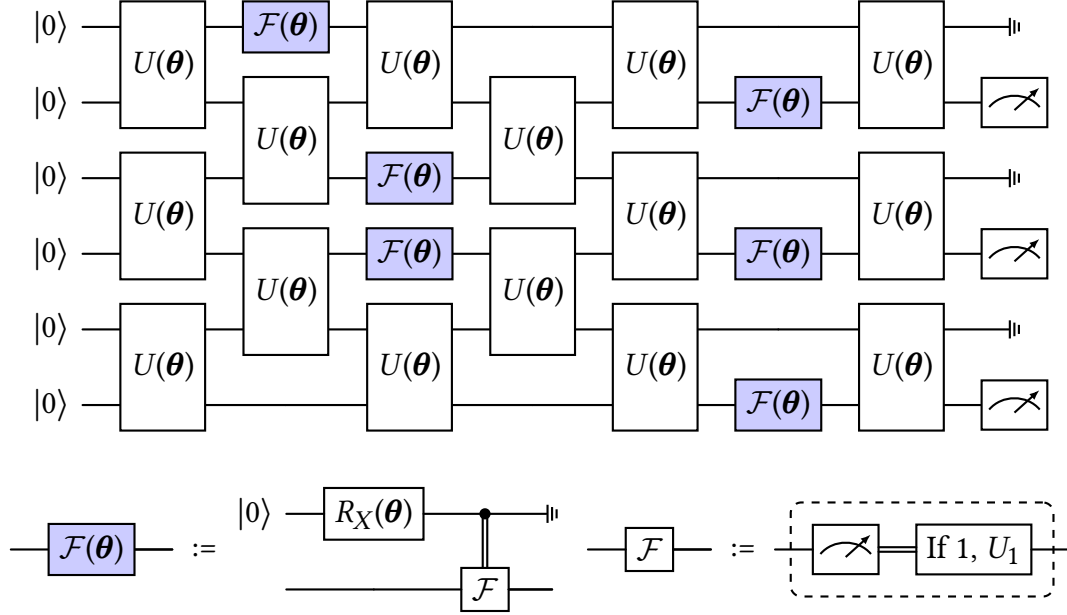 |0⟩ U(θ) F(θ) U(θ) U(θ) U(θ)
|0⟩ U(θ) U(θ) F(θ)
|0⟩ U(θ) F(θ) U(θ) U(θ)
|0⟩ U(θ) F(θ) U(θ) F(θ)
|0⟩ U(θ) U(θ) U(θ) U(θ)
|0⟩ F(θ)
|0⟩ R_X(θ)
F(θ) := F
F := If 1, U_1